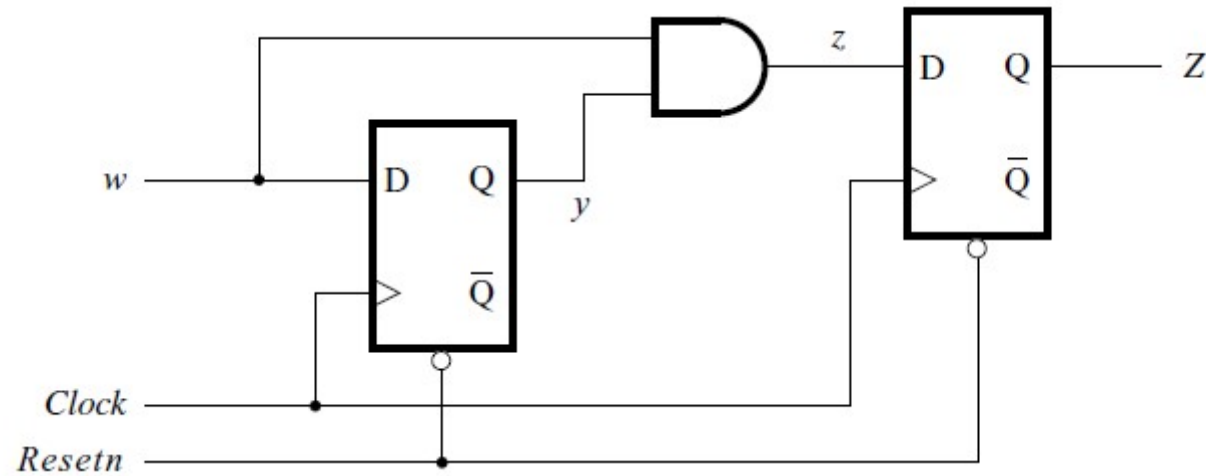 z
D Q Z
Q̅
w D Q
y
Q̅
Clock
Resetn